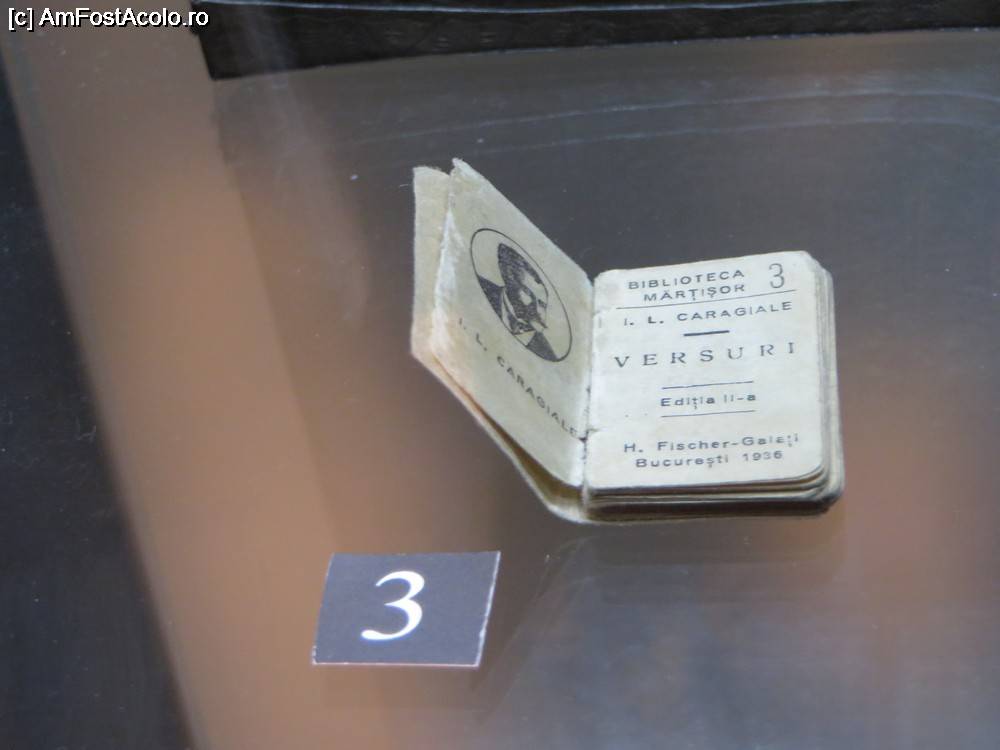 [c] AmFostAcolo.ro
I. L. CARAGIALE
BIBLIOTECA
MĂRȚIȘOR 3
I. L. CARAGIALE
VERSURI
Ediția II-a
H. Fischer-Galați
București 1936
3